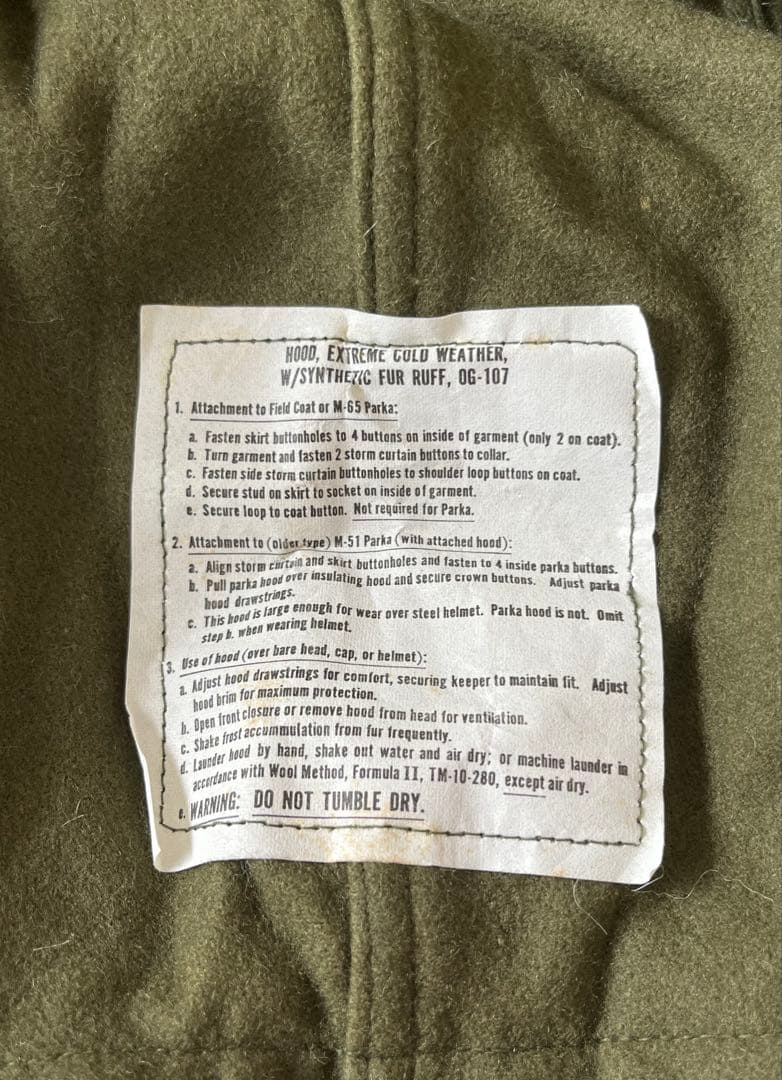 HOOD, EXTREME COLD WEATHER,
W/SYNTHETIC FUR RUFF, OG-107
1. Attachment to Field Coat or M-65 Parka:
a. Fasten skirt buttonholes to 4 buttons on inside of garment (only 2 on coat).
b. Turn garment and fasten 2 storm curtain buttons to collar.
c. Fasten side storm curtain buttonholes to shoulder loop buttons on coat.
d. Secure stud on skirt to socket on inside of garment.
e. Secure loop to coat button. Not required for Parka.
2. Attachment to (older type) M-51 Parka (with attached hood):
a. Align storm curtain and skirt buttonholes and fasten to 4 inside parka buttons.
b. Pull parka hood over insulating hood and secure crown buttons. Adjust parka
hood drawstrings.
c. This hood is large enough for wear over steel helmet. Parka hood is not. Omit
step b. when wearing helmet.
3. Use of hood (over bare head, cap, or helmet):
a. Adjust hood drawstrings for comfort, securing keeper to maintain fit. Adjust
hood brim for maximum protection.
b. Open front closure or remove hood from head for ventilation.
c. Shake frost accummulation from fur frequently.
d. Launder hood by hand, shake out water and air dry; or machine launder in
accordance with Wool Method, Formula II, TM-10-280, except air dry.
e. WARNING: DO NOT TUMBLE DRY.